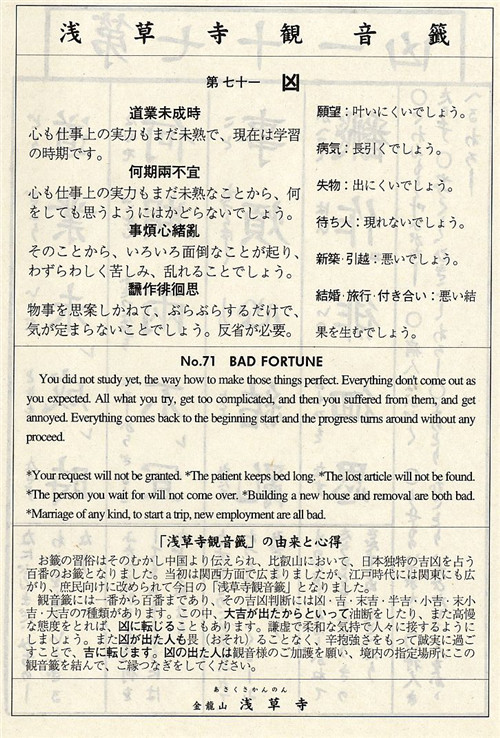 浅草寺観音籤
第七十一 凶
道業未成時
心も仕事上の実力もまだ未熟で、現在は学習
の時期です。
何期兩不宜
心も仕事上の実力もまだ未熟なことから、何
をしても思うようにはかどらないでしょう。
事煩心緒亂
そのことから、いろいろ面倒なことが起り、
わずらわしく苦しみ、乱れることでしょう。
飜作徘徊思
物事を思案しかねて、ぶらぶらするだけで、
気が定まらないことでしょう。反省が必要。
願望：叶いにくいでしょう。
病気：長引くでしょう。
失物：出にくいでしょう。
待ち人：現れないでしょう。
新築・引越：悪いでしょう。
結婚・旅行・付き合い：悪い結
果を生むでしょう。
No.71 BAD FORTUNE
You did not study yet, the way how to make those things perfect. Everything don't come out as
you expected. All what you try, get too complicated, and then you suffered from them, and get
annoyed. Everything comes back to the beginning start and the progress turns around without any
proceed.
*Your request will not be granted. *The patient keeps bed long. *The lost article will not be found.
*The person you wait for will not come over. *Building a new house and removal are both bad.
*Marriage of any kind, to start a trip, new employment are all bad.
「浅草寺観音籤」の由来と心得
お籤の習俗はそのむかし中国より伝えられ、比叡山において、日本独特の吉凶を占う
百番のお籤となりました。当初は関西方面で広まりましたが、江戸時代には関東にも広
がり、庶民向けに改められて今日の「浅草寺観音籤」となりました。
観音籤には一番から百番まであり、その吉凶判断には凶・吉・末吉・半吉・小吉・末小
吉・大吉の7種類があります。この中、大吉が出たからといって油断をしたり、また高慢
な態度をとれば、凶に転じることもあります。謙虚で柔和な気持で人々に接するように
しましょう。また凶が出た人も畏（おそれ）ることなく、辛抱強さをもって誠実に過ご
すことで、吉に転じます。凶の出た人は観音様のご加護を願い、境内の指定場所にこの
観音籤を結んで、ご縁つなぎをしてください。
あさくさかんのん
金龍山 浅草寺